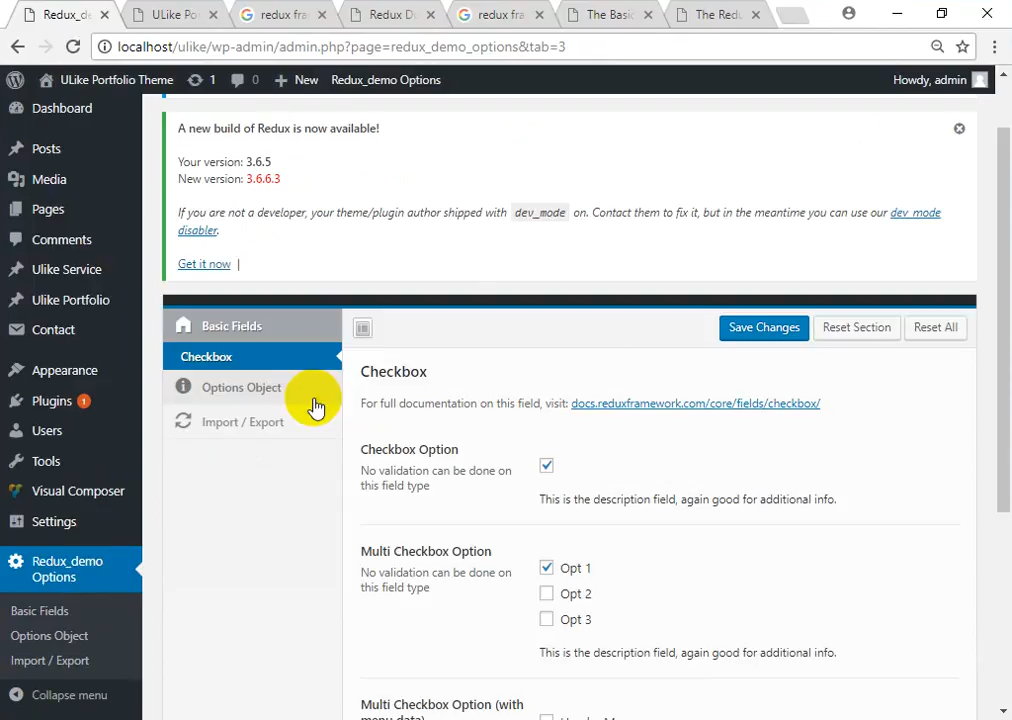 Redux_d
ULike Po
redux fra
Redux D
redux fra
The Basic
The Redu
localhost/ulike/wp-admin/admin.php?page=redux_demo_options&tab=3
ULike Portfolio Theme 1 0 New Redux_demo Options Howdy, admin
Dashboard
Posts
Media
Pages
Comments
Ulike Service
Ulike Portfolio
Contact
Appearance
Plugins 1
Users
Tools
Visual Composer
Settings
Redux_demo
Options
Basic Fields
Options Object
Import / Export
Collapse menu
A new build of Redux is now available!
Your version: 3.6.5
New version: 3.6.6.3
If you are not a developer, your theme/plugin author shipped with dev_mode on. Contact them to fix it, but in the meantime you can use our dev_mode
disabler.
Get it now |
Basic Fields
Checkbox
Options Object
Import / Export
Save Changes Reset Section Reset All
Checkbox
For full documentation on this field, visit: docs.reduxframework.com/core/fields/checkbox/
Checkbox Option
No validation can be done on
this field type
This is the description field, again good for additional info.
Multi Checkbox Option
No validation can be done on
this field type
Opt 1
Opt 2
Opt 3
This is the description field, again good for additional info.
Multi Checkbox Option (with
menu data)